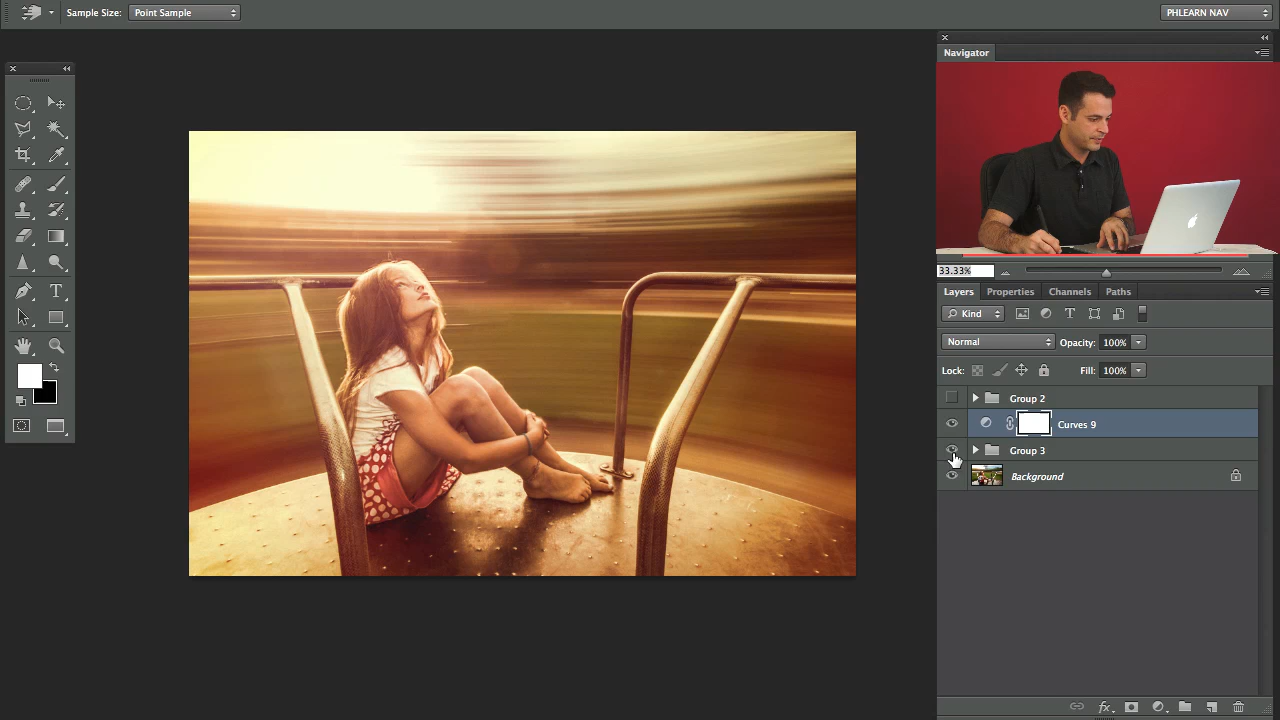 Sample Size: Point Sample
PHLEARN NAV
Navigator
33.33%
Layers Properties Channels Paths
Kind T
Normal Opacity: 100%
Lock: Fill: 100%
Group 2
Curves 9
Group 3
Background
T
fx